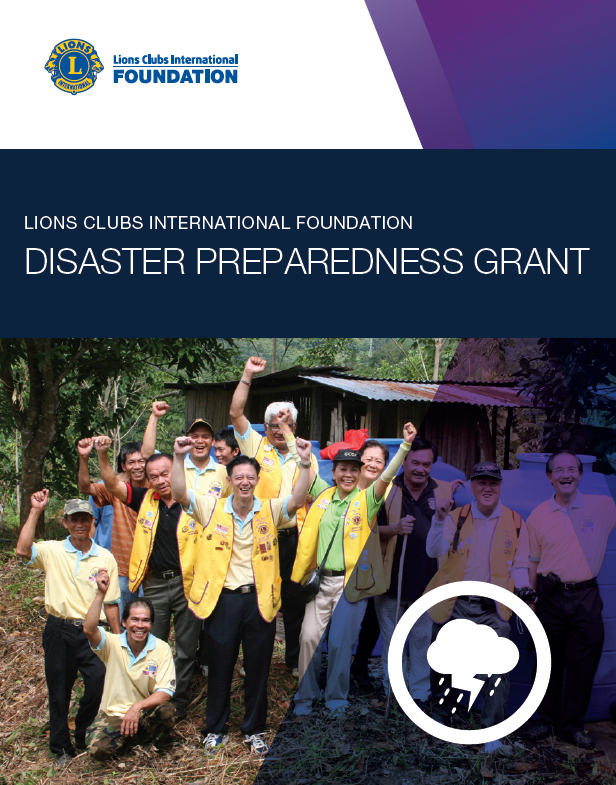 LIONS
L
INTERNATIONAL
Lions Clubs International
FOUNDATION
LIONS CLUBS INTERNATIONAL FOUNDATION
DISASTER PREPAREDNESS GRANT